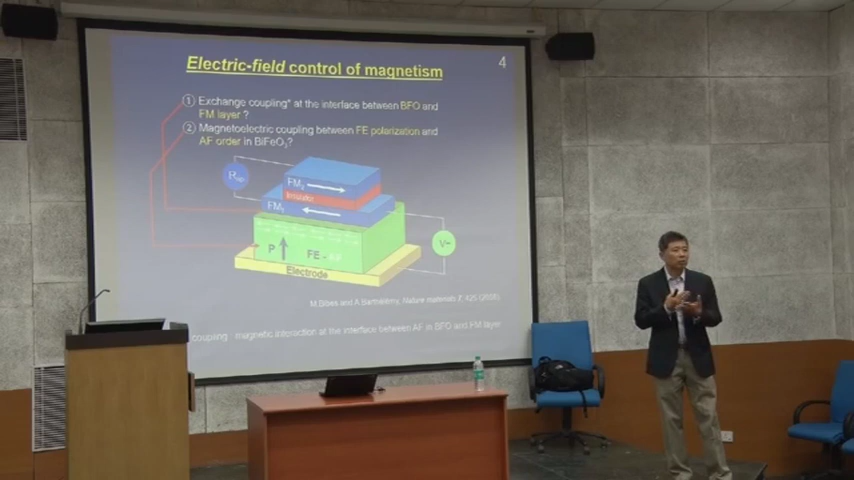 Electric-field control of magnetism
4
① Exchange coupling* at the interface between BFO and
FM layer ?
② Magnetoelectric coupling between FE polarization and
AF order in BiFeO₃?
FM₂
Insulator
FM₁
P
FE -
V
Electrode
M.Bibes and A.Barthélémy, Nature materials 7, 425 (2008)
coupling : magnetic interaction at the interface between AF in BFO and FM layer